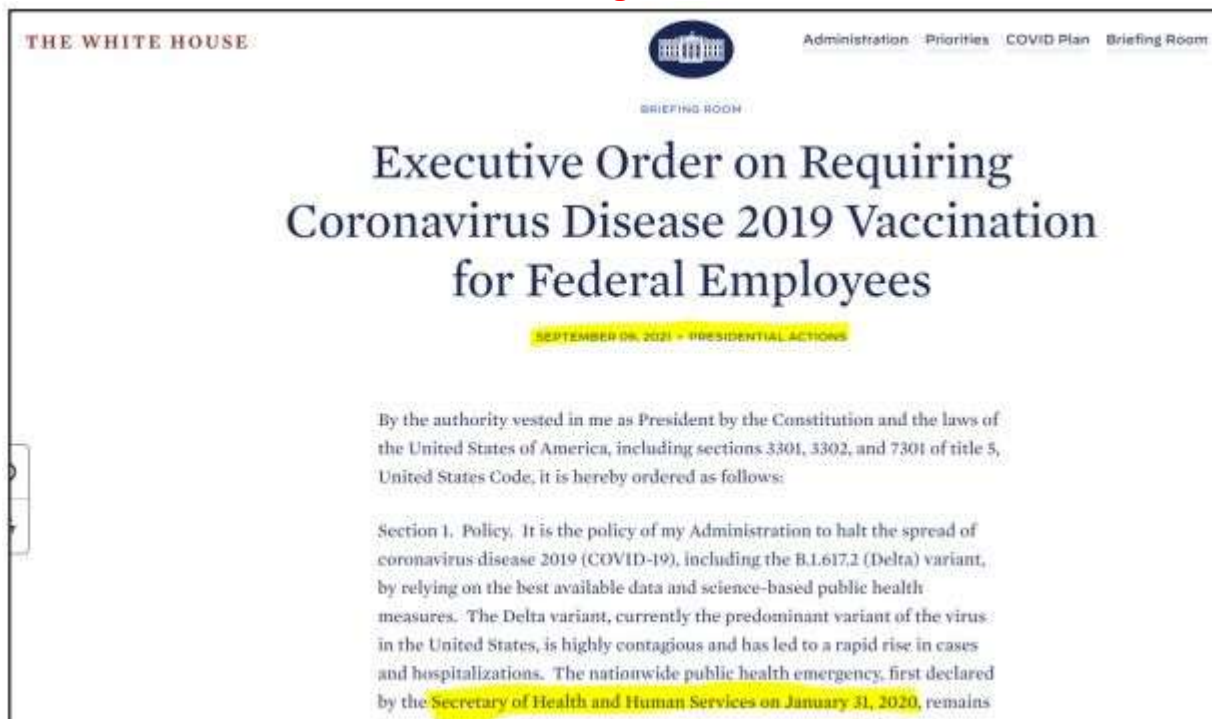 THE WHITE HOUSE
Administration Priorities COVID Plan Briefing Room
BRIEFING ROOM
Executive Order on Requiring
Coronavirus Disease 2019 Vaccination
for Federal Employees
SEPTEMBER 09, 2021 • PRESIDENTIAL ACTIONS
By the authority vested in me as President by the Constitution and the laws of
the United States of America, including sections 3301, 3302, and 7301 of title 5,
United States Code, it is hereby ordered as follows:
Section 1. Policy. It is the policy of my Administration to halt the spread of
coronavirus disease 2019 (COVID-19), including the B.1.617.2 (Delta) variant,
by relying on the best available data and science-based public health
measures. The Delta variant, currently the predominant variant of the virus
in the United States, is highly contagious and has led to a rapid rise in cases
and hospitalizations. The nationwide public health emergency, first declared
by the Secretary of Health and Human Services on January 31, 2020, remains